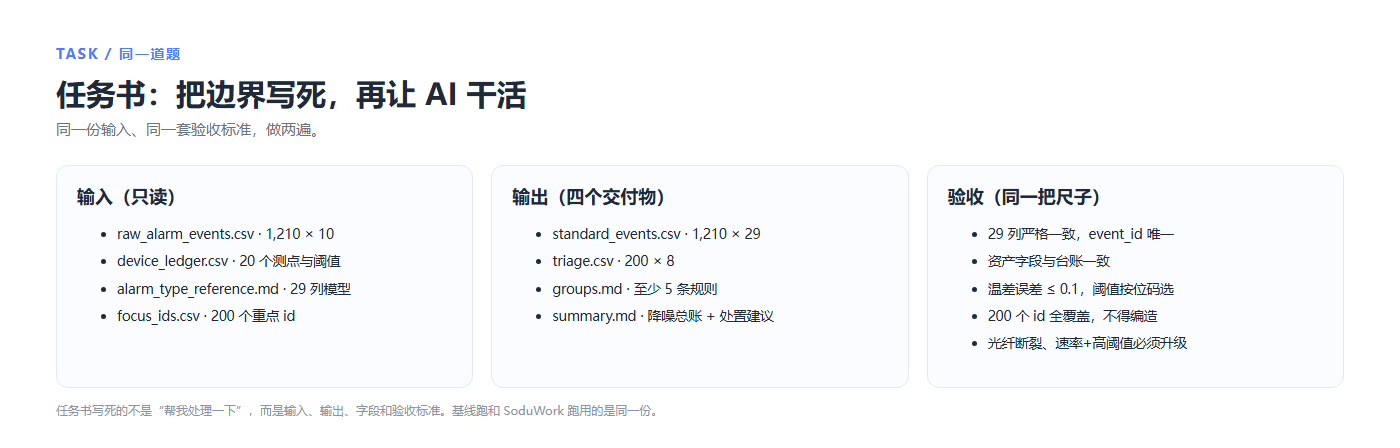 TASK / 同一道题
任务书：把边界写死，再让 AI 干活
同一份输入、同一套验收标准，做两遍。
输入（只读）
• raw_alarm_events.csv · 1,210 × 10
• device_ledger.csv · 20 个测点与阈值
• alarm_type_reference.md · 29 列模型
• focus_ids.csv · 200 个重点 id
输出（四个交付物）
• standard_events.csv · 1,210 × 29
• triage.csv · 200 × 8
• groups.md · 至少 5 条规则
• summary.md · 降噪总账 + 处置建议
验收（同一把尺子）
• 29 列严格一致，event_id 唯一
• 资产字段与台账一致
• 温差误差 ≤ 0.1，阈值按位码选
• 200 个 id 全覆盖，不得编造
• 光纤断裂、速率+高阈值必须升级
任务书写死的不是“帮我处理一下”，而是输入、输出、字段和验收标准。基线跑和 SoduWork 跑用的是同一份。